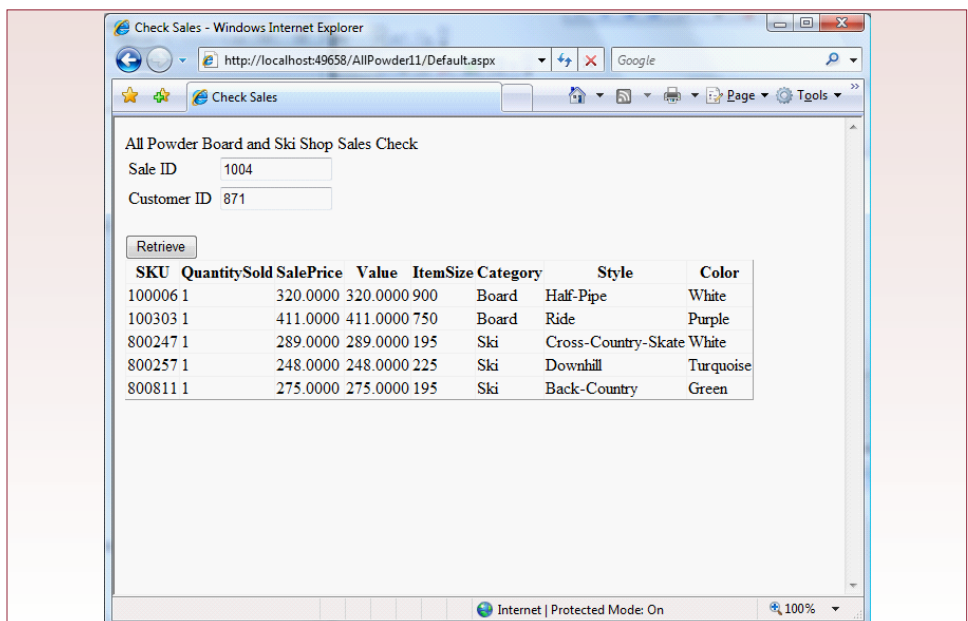 Check Sales - Windows Internet Explorer
http://localhost:49658/AllPowder11/Default.aspx
Google
Check Sales
Page
Tools
All Powder Board and Ski Shop Sales Check
Sale ID 1004
Customer ID 871
Retrieve
SKU QuantitySold SalePrice Value ItemSize Category Style Color
100006 1 320.0000 320.0000 900 Board Half-Pipe White
100303 1 411.0000 411.0000 750 Board Ride Purple
800247 1 289.0000 289.0000 195 Ski Cross-Country-Skate White
800257 1 248.0000 248.0000 225 Ski Downhill Turquoise
800811 1 275.0000 275.0000 195 Ski Back-Country Green
Internet | Protected Mode: On
100%